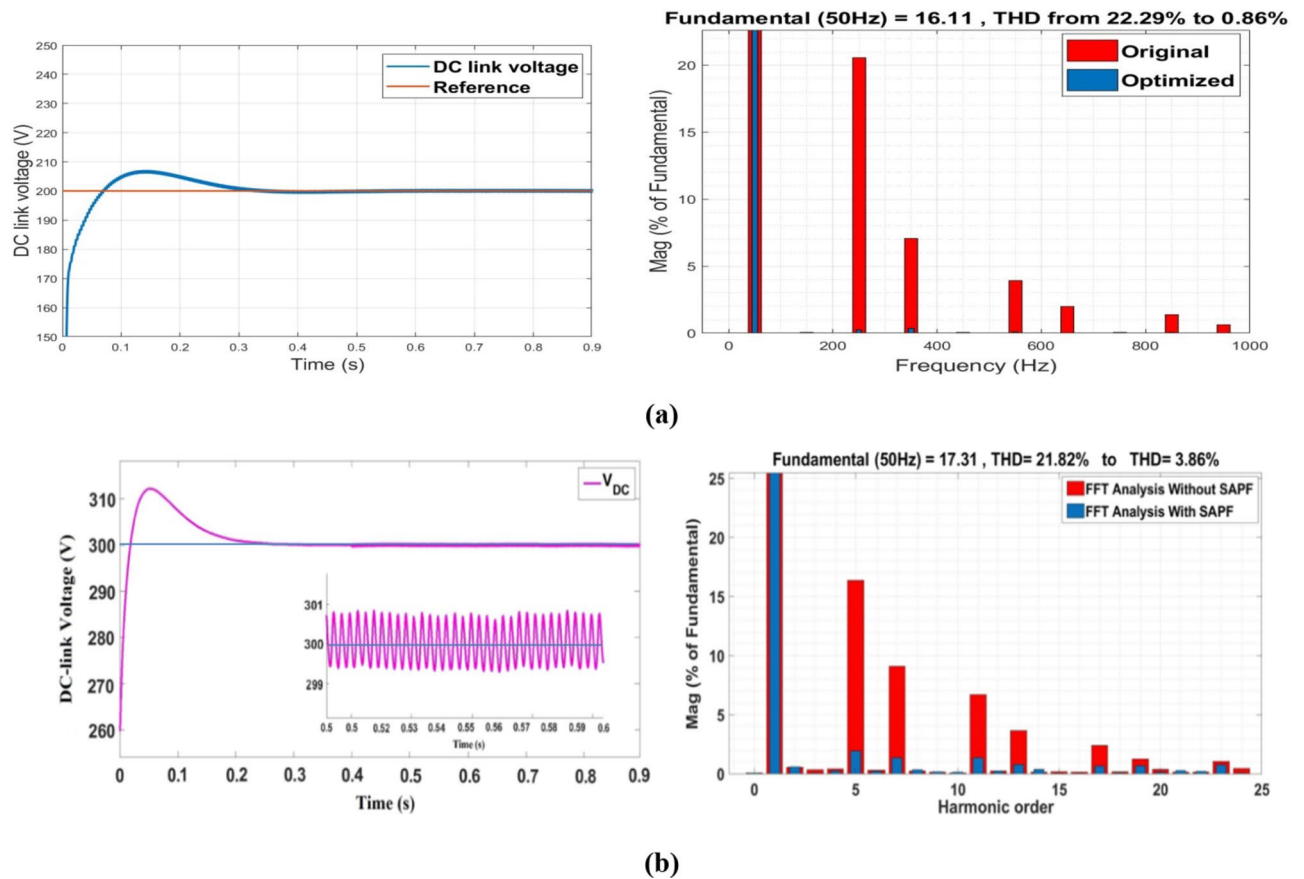 250
240
230
220
210
200
190
180
170
160
150
DC link voltage (V)
DC link voltage
Reference
0 0.1 0.2 0.3 0.4 0.5 0.6 0.7 0.8 0.9
Time (s)
Fundamental (50Hz) = 16.11 , THD from 22.29% to 0.86%
20
15
10
5
0
Mag (% of Fundamental)
Original
Optimized
0 200 400 600 800 1000
Frequency (Hz)
(a)
310
300
290
280
270
260
DC-link Voltage (V)
V DC
301
300
299
0.5 0.5 0.52 0.53 0.54 0.55 0.56 0.57 0.58 0.59 0.6
Time (s)
0 0.1 0.2 0.3 0.4 0.5 0.6 0.7 0.8 0.9
Time (s)
Fundamental (50Hz) = 17.31 , THD= 21.82% to THD= 3.86%
25
20
15
10
5
0
Mag (% of Fundamental)
FFT Analysis Without SAPF
FFT Analysis With SAPF
0 5 10 15 20 25
Harmonic order
(b)